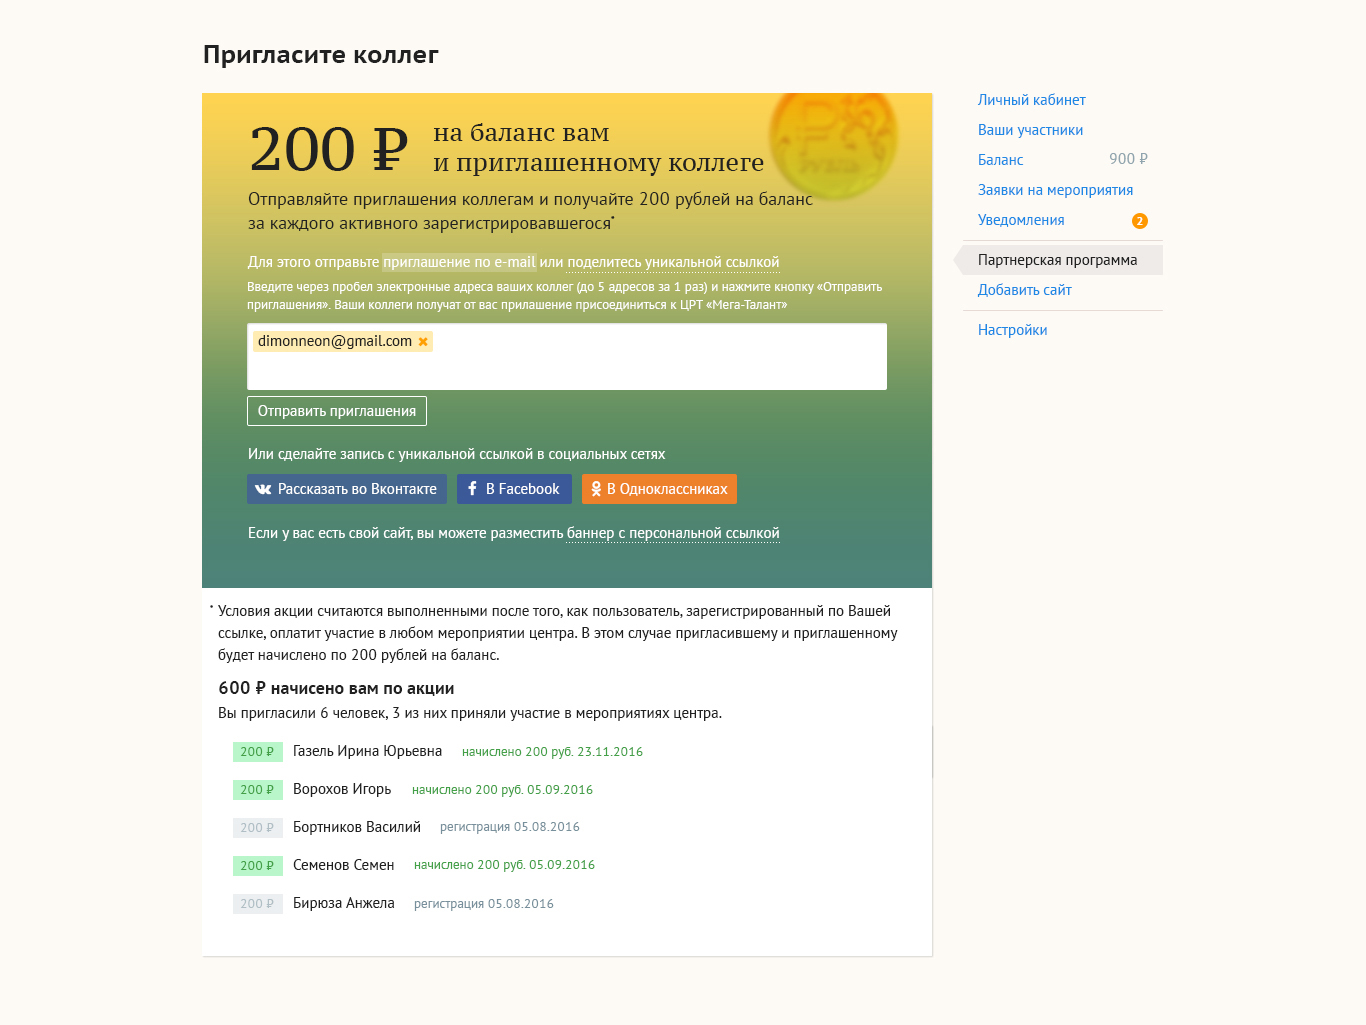 Пригласите коллег
200 ₽
на баланс вам
и приглашенному коллеге
РУБЛЬ
Отправляйте приглашения коллегам и получайте 200 рублей на баланс
за каждого активного зарегистрировавшегося*
Для этого отправьте приглашение по e-mail или поделитесь уникальной ссылкой
Введите через пробел электронные адреса ваших коллег (до 5 адресов за 1 раз) и нажмите кнопку «Отправить
приглашения». Ваши коллеги получат от вас прилашение присоединиться к ЦРТ «Мега-Талант»
dimonneon@gmail.com
Отправить приглашения
Или сделайте запись с уникальной ссылкой в социальных сетях
Рассказать во Вконтакте
В Facebook
В Одноклассниках
Если у вас есть свой сайт, вы можете разместить баннер с персональной ссылкой
* Условия акции считаются выполненными после того, как пользователь, зарегистрированный по Вашей
ссылке, оплатит участие в любом мероприятии центра. В этом случае пригласившему и приглашенному
будет начислено по 200 рублей на баланс.
600 ₽ начисено вам по акции
Вы пригласили 6 человек, 3 из них приняли участие в мероприятиях центра.
200 ₽ Газель Ирина Юрьевна начислено 200 руб. 23.11.2016
200 ₽ Ворохов Игорь начислено 200 руб. 05.09.2016
200 ₽ Бортников Василий регистрация 05.08.2016
200 ₽ Семенов Семен начислено 200 руб. 05.09.2016
200 ₽ Бирюза Анжела регистрация 05.08.2016
Личный кабинет
Ваши участники
Баланс 900 ₽
Заявки на мероприятия
Уведомления 2
Партнерская программа
Добавить сайт
Настройки